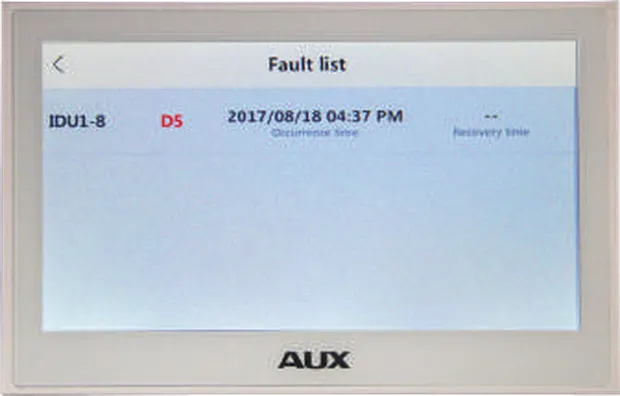 Fault list
IDU1-8 D5 2017/08/18 04:37 PM --
Occurrence time Recovery time
AUX